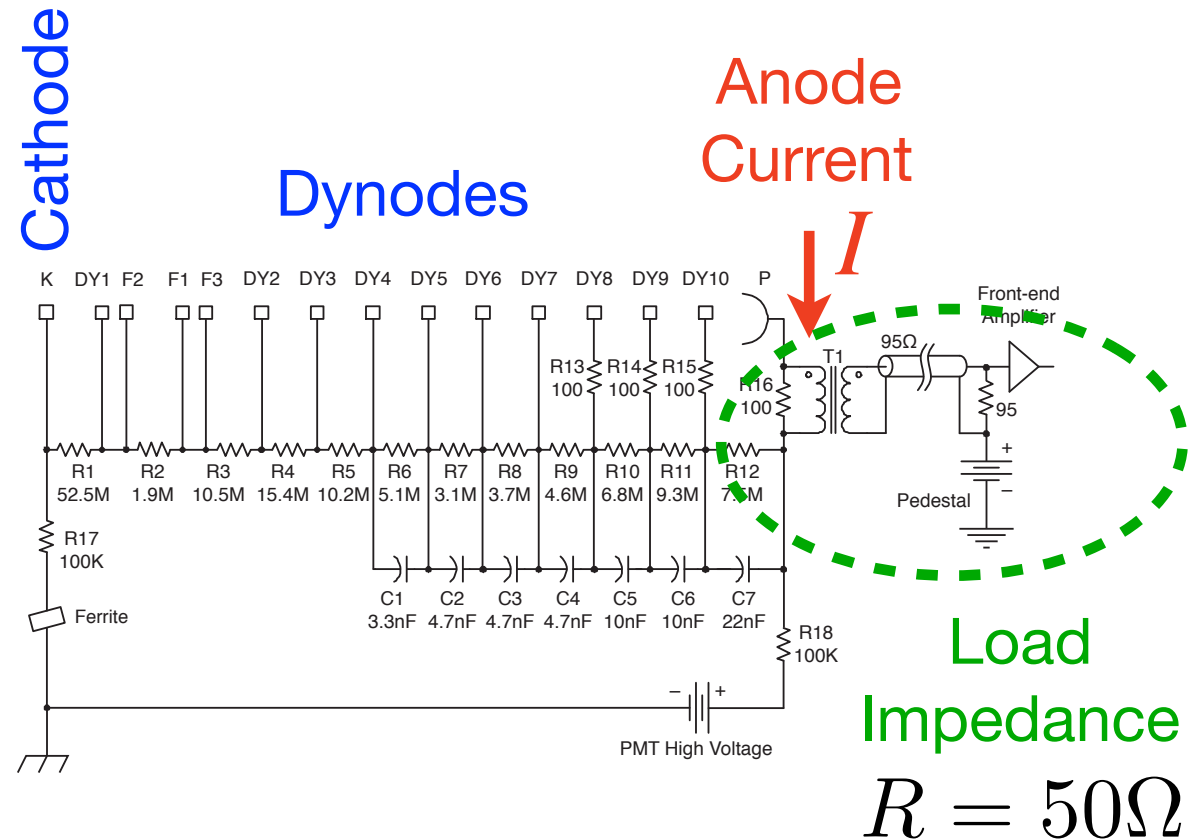 Cathode
Dynodes
Anode
Current
I
K DY1 F2 F1 F3 DY2 DY3 DY4 DY5 DY6 DY7 DY8 DY9 DY10 P
Front-end
Amplifier
95Ω
T1
R13
100
R14
100
R15
100
R16
100
95
R1
52.5M
R2
1.9M
R3
10.5M
R4
15.4M
R5
10.2M
R6
5.1M
R7
3.1M
R8
3.7M
R9
4.6M
R10
6.8M
R11
9.3M
R12
+
−
Pedestal
R17
100K
Ferrite
C1
3.3nF
C2
4.7nF
C3
4.7nF
C4
4.7nF
C5
10nF
C6
10nF
C7
22nF
R18
100K
− +
PMT High Voltage
Load
Impedance
R = 50Ω